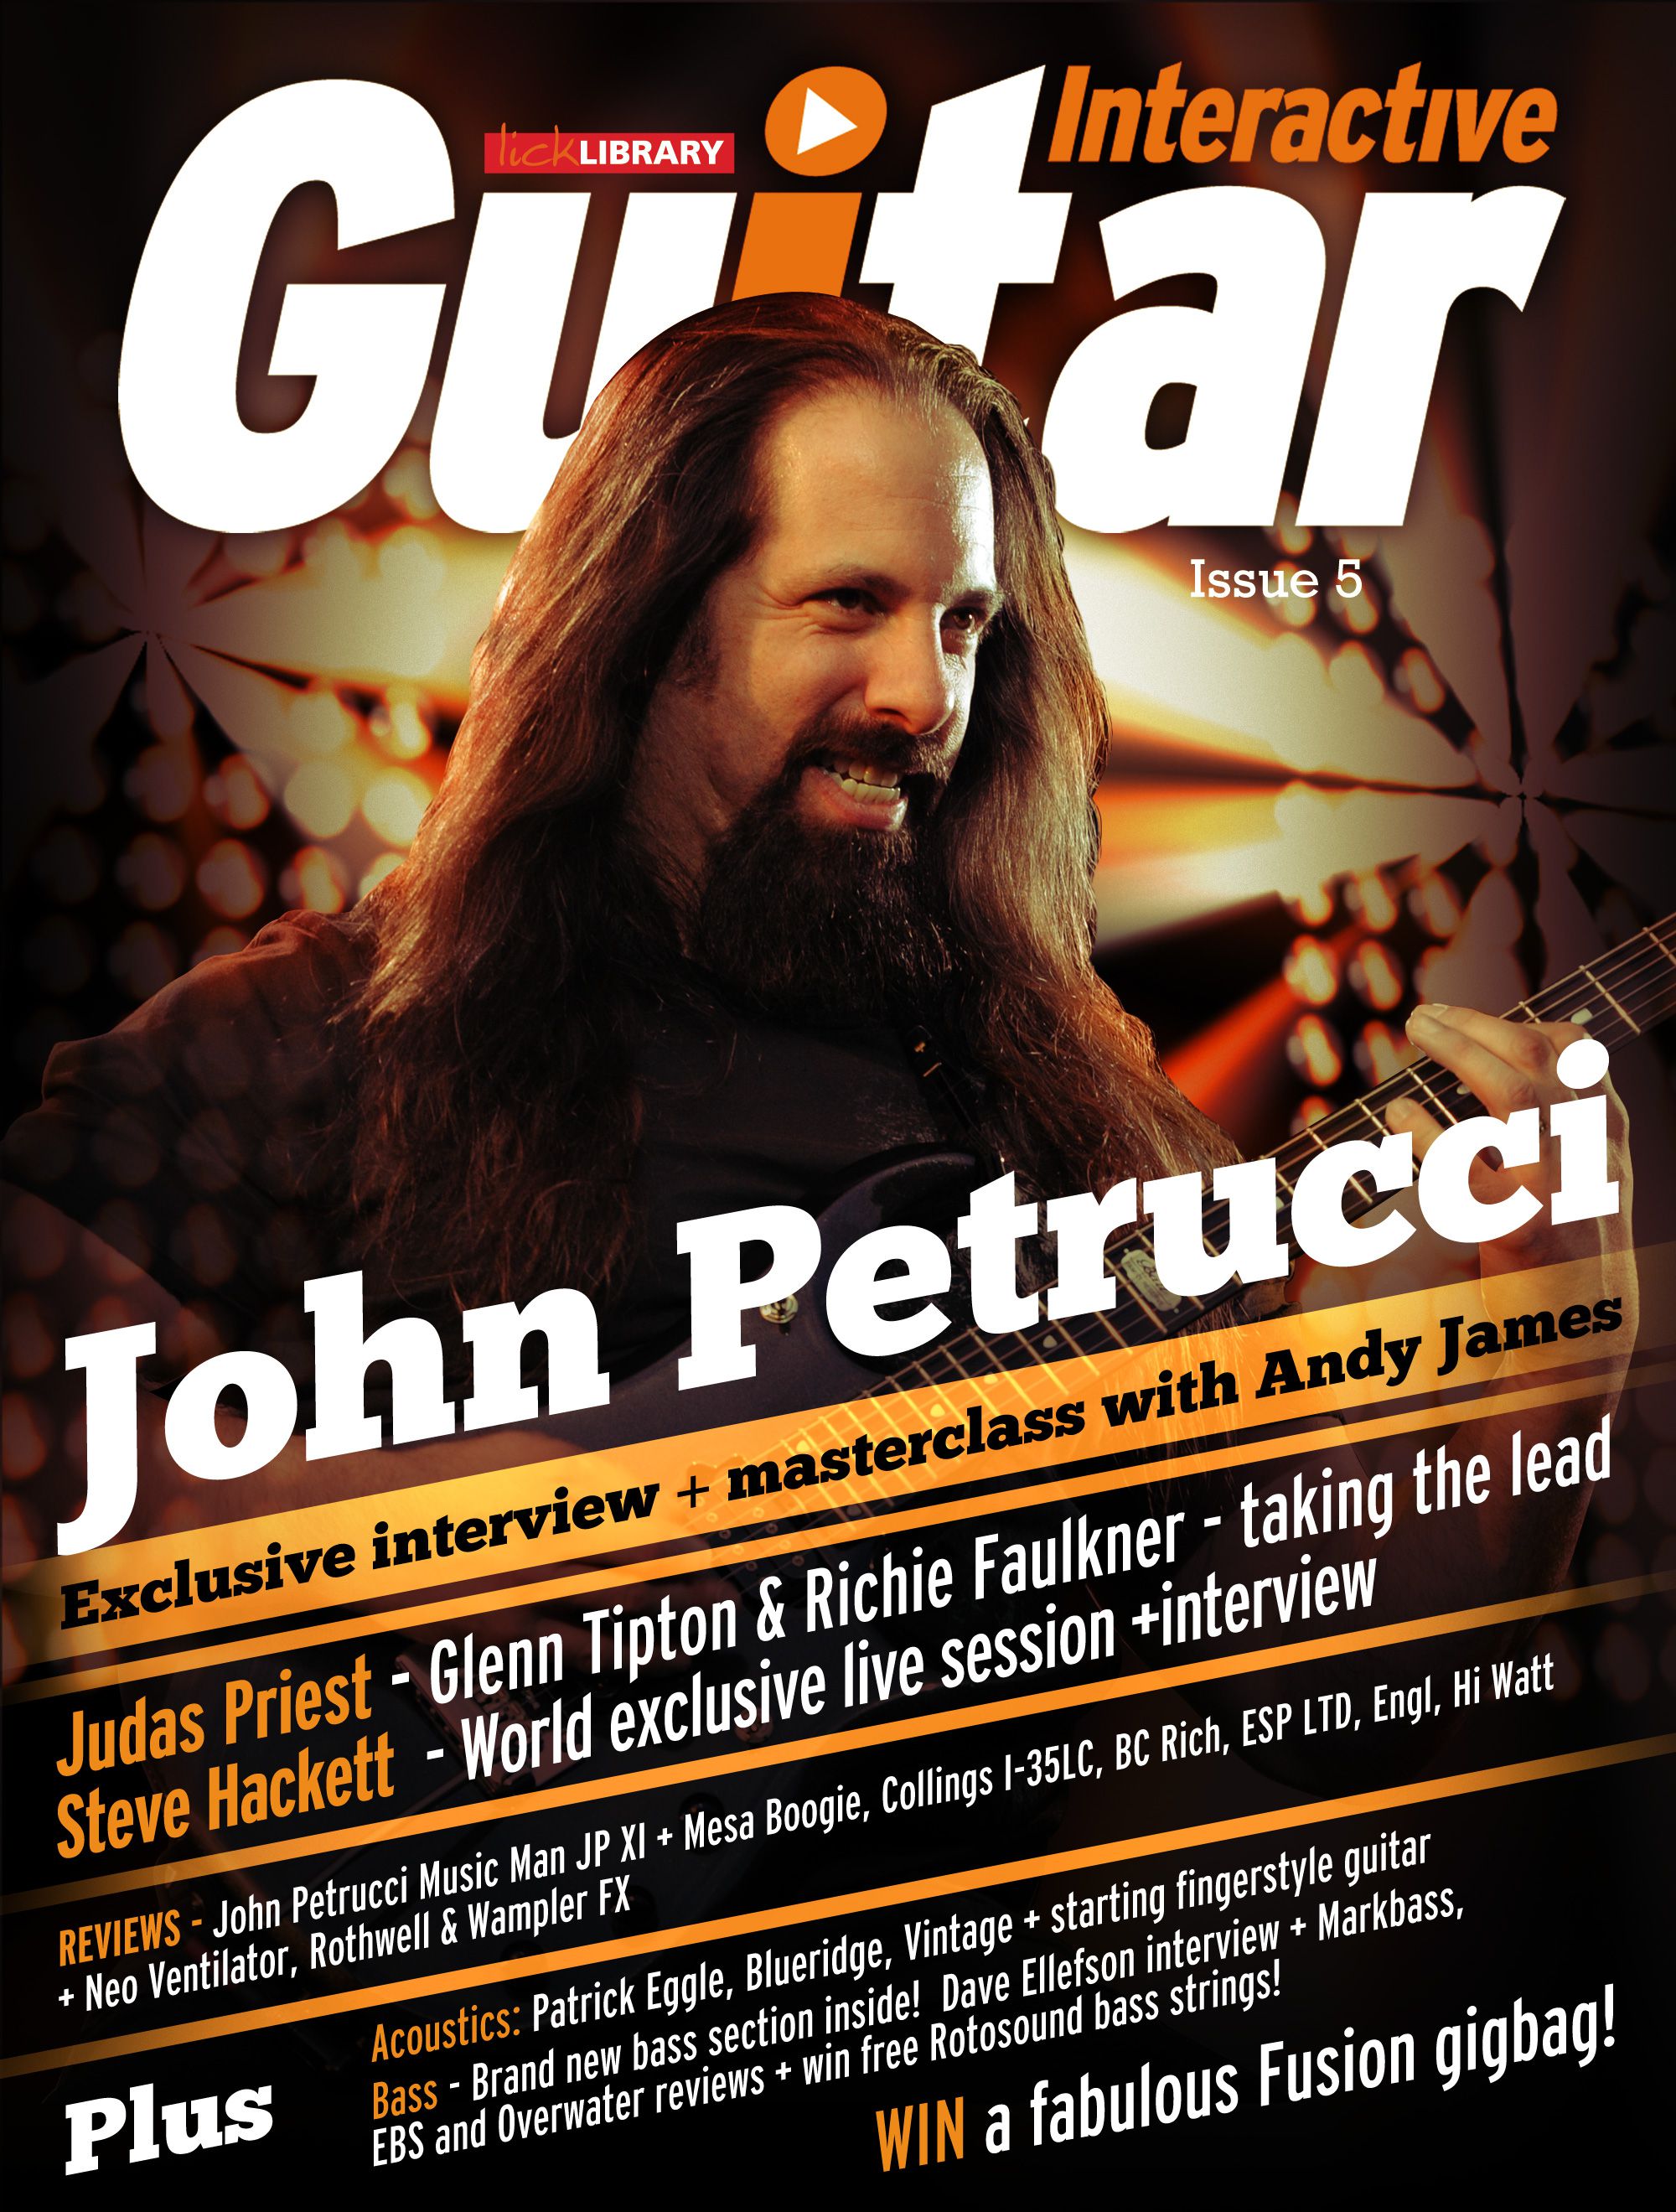 lickLIBRARY
Guitar
Interactive
Issue 5
John Petrucci
Exclusive interview + masterclass with Andy James
Judas Priest - Glenn Tipton & Richie Faulkner - taking the lead
Steve Hackett - World exclusive live session +interview
REVIEWS - John Petrucci Music Man JP XI + Mesa Boogie, Collings I-35LC, BC Rich, ESP LTD, Engl, Hi Watt
+ Neo Ventilator, Rothwell & Wampler FX
Plus
Acoustics: Patrick Eggle, Blueridge, Vintage + starting fingerstyle guitar
Bass - Brand new bass section inside! Dave Ellefson interview + Markbass,
EBS and Overwater reviews + win free Rotosound bass strings!
WIN a fabulous Fusion gigbag!